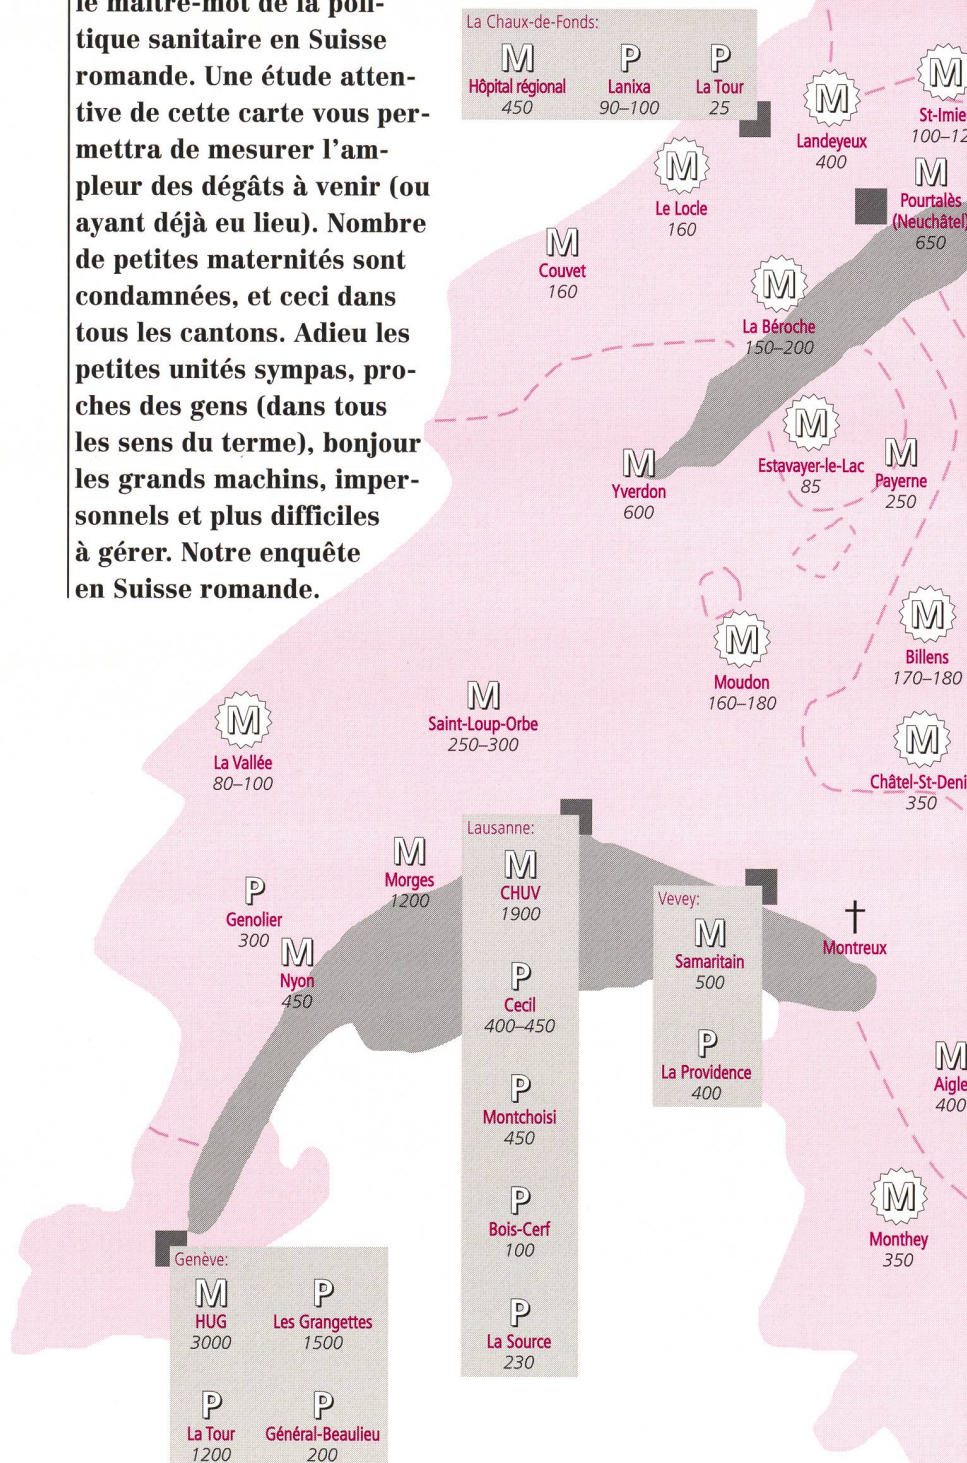 le maître-mot de la poli-
tique sanitaire en Suisse
romande. Une étude atten-
tive de cette carte vous per-
mettra de mesurer l’am-
pleur des dégâts à venir (ou
ayant déjà eu lieu). Nombre
de petites maternités sont
condamnées, et ceci dans
tous les cantons. Adieu les
petites unités sympas, pro-
ches des gens (dans tous
les sens du terme), bonjour
les grands machins, imper-
sonnels et plus difficiles
à gérer. Notre enquête
en Suisse romande.
La Chaux-de-Fonds:
M P P
Hôpital régional Lanixa La Tour
450 90–100 25
M
Landeyeux
400
M
St-Imie
100–12
M
Le Locle
160
M
Pourtalès
(Neuchâtel)
650
M
Couvet
160
M
La Béroche
150–200
M
Estavayer-le-Lac
85
M
Payerne
250
M
Yverdon
600
M
Billens
170–180
M
Moudon
160–180
M
Saint-Loup-Orbe
250–300
M
La Vallée
80–100
M
Châtel-St-Deni
350
M
Morges
1200
P
Genolier
300
M
Nyon
450
Lausanne:
M
CHUV
1900
P
Cecil
400–450
P
Montchoisi
450
P
Bois-Cerf
100
P
La Source
230
Vevey:
M
Samaritain
500
P
La Providence
400
Montreux
M
Aigle
400
M
Monthey
350
Genève:
M P
HUG Les Grangettes
3000 1500
P P
La Tour Général-Beaulieu
1200 200